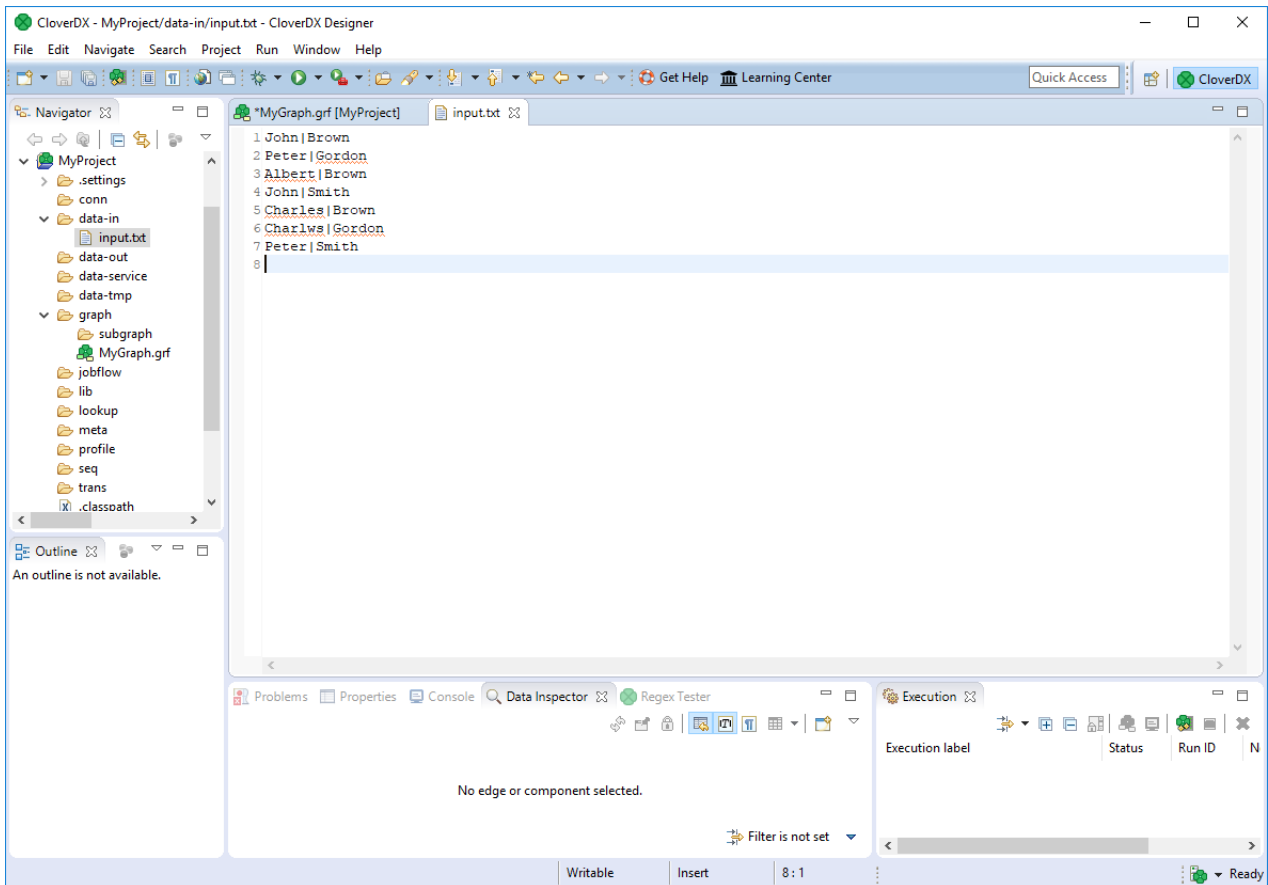 CloverDX - MyProject/data-in/input.txt - CloverDX Designer
File Edit Navigate Search Project Run Window Help
Get Help Learning Center Quick Access CloverDX
Navigator
MyProject
.settings
conn
data-in
input.txt
data-out
data-service
data-tmp
graph
subgraph
MyGraph.grf
jobflow
lib
lookup
meta
profile
seq
trans
.classpath
Outline
An outline is not available.
*MyGraph.grf [MyProject] input.txt
1 John|Brown
2 Peter|Gordon
3 Albert|Brown
4 John|Smith
5 Charles|Brown
6 Charlws|Gordon
7 Peter|Smith
8
Problems Properties Console Data Inspector Regex Tester
No edge or component selected.
Filter is not set
Execution
Execution label Status Run ID N
Writable Insert 8 : 1 Ready